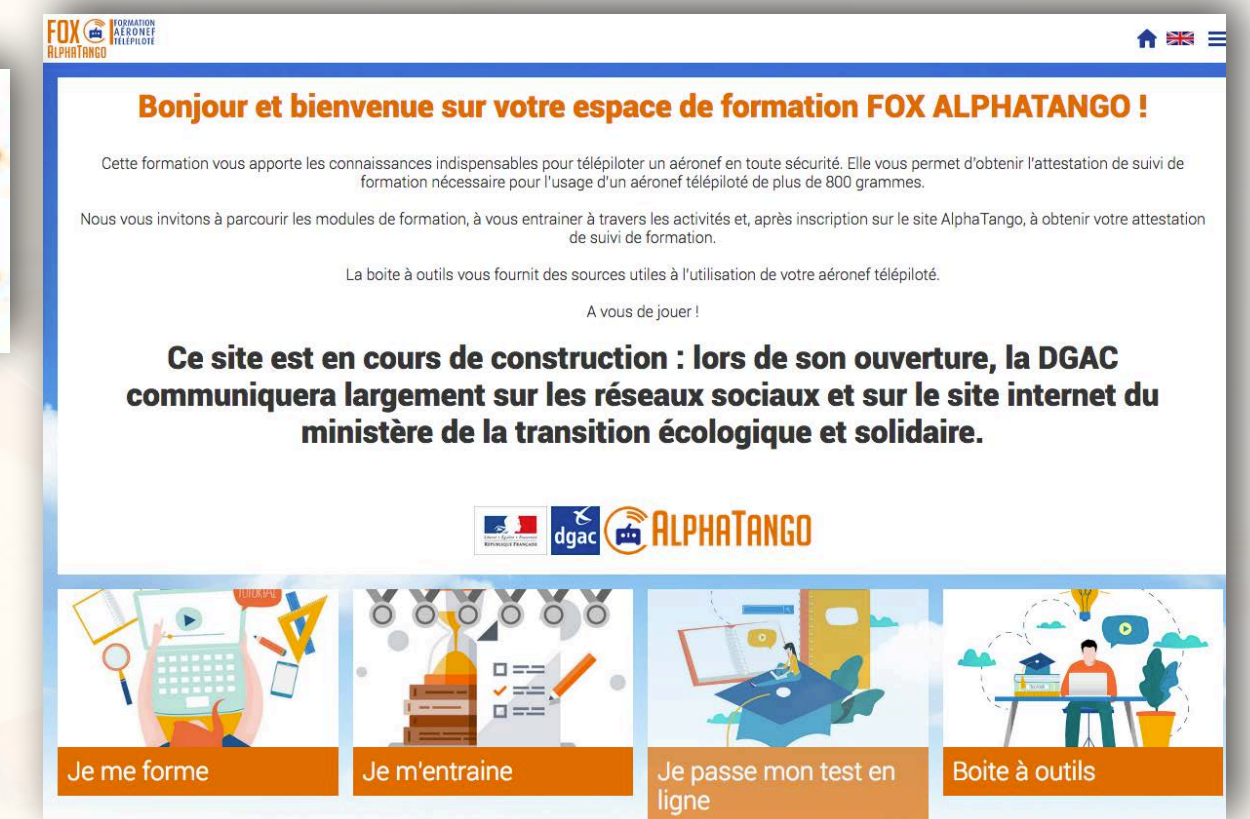 FOX
ALPHATANGO
FORMATION
AÉRONEF
TÉLÉPILOTÉ
Bonjour et bienvenue sur votre espace de formation FOX ALPHATANGO !
Cette formation vous apporte les connaissances indispensables pour télépiloter un aéronef en toute sécurité. Elle vous permet d'obtenir l'attestation de suivi de
formation nécessaire pour l'usage d'un aéronef télépiloté de plus de 800 grammes.
Nous vous invitons à parcourir les modules de formation, à vous entrainer à travers les activités et, après inscription sur le site AlphaTango, à obtenir votre attestation
de suivi de formation.
La boite à outils vous fournit des sources utiles à l'utilisation de votre aéronef télépiloté.
A vous de jouer !
Ce site est en cours de construction : lors de son ouverture, la DGAC
communiquera largement sur les réseaux sociaux et sur le site internet du
ministère de la transition écologique et solidaire.
Liberté • Égalité • Fraternité
RÉPUBLIQUE FRANÇAISE
dgac
ALPHATANGO
TUTORIAL
Je me forme
Je m'entraine
Je passe mon test en
ligne
Boite à outils